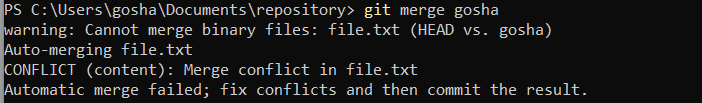 PS C:\Users\gosha\Documents\repository> git merge gosha
warning: Cannot merge binary files: file.txt (HEAD vs. gosha)
Auto-merging file.txt
CONFLICT (content): Merge conflict in file.txt
Automatic merge failed; fix conflicts and then commit the result.